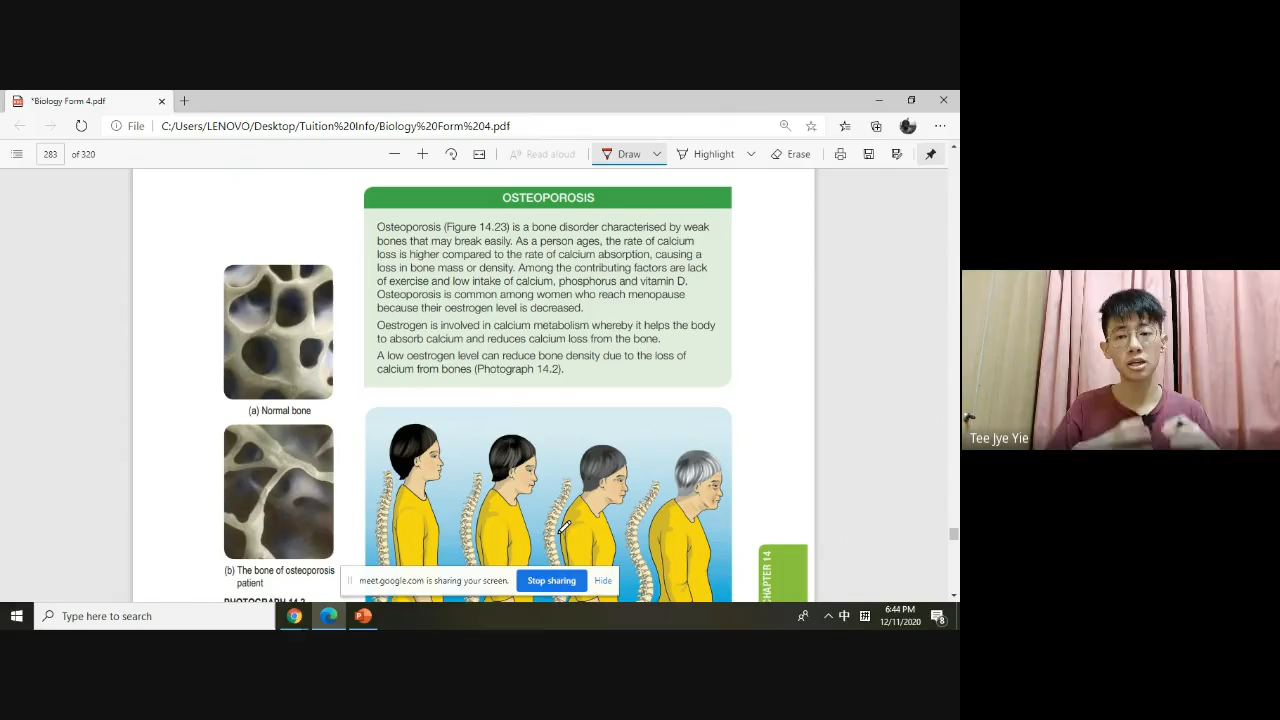 *Biology Form 4.pdf
File
C:/Users/LENOVO/Desktop/Tuition%20Info/Biology%20Form%204.pdf
283 of 320
Read aloud
Draw
Highlight
Erase
OSTEOPOROSIS
Osteoporosis (Figure 14.23) is a bone disorder characterised by weak
bones that may break easily. As a person ages, the rate of calcium
loss is higher compared to the rate of calcium absorption, causing a
loss in bone mass or density. Among the contributing factors are lack
of exercise and low intake of calcium, phosphorus and vitamin D.
Osteoporosis is common among women who reach menopause
because their oestrogen level is decreased.
Oestrogen is involved in calcium metabolism whereby it helps the body
to absorb calcium and reduces calcium loss from the bone.
A low oestrogen level can reduce bone density due to the loss of
calcium from bones (Photograph 14.2).
(a) Normal bone
(b) The bone of osteoporosis
patient
PHOTOGRAPH 14.2
CHAPTER 14
meet.google.com is sharing your screen.
Stop sharing
Hide
Tee Jye Yie
Type here to search
中
6:44 PM
12/11/2020
8